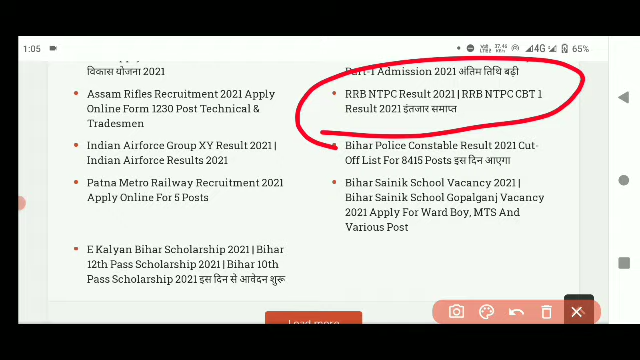 1:05
37.46
4G
65%
विकास योजना 2021
Assam Rifles Recruitment 2021 Apply
Online Form 1230 Post Technical &
Tradesmen
Indian Airforce Group XY Result 2021 |
Indian Airforce Results 2021
Patna Metro Railway Recruitment 2021
Apply Online For 5 Posts
E Kalyan Bihar Scholarship 2021 | Bihar
12th Pass Scholarship 2021 | Bihar 10th
Pass Scholarship 2021 इस दिन से आवेदन शुरू
Part-1 Admission 2021 अंतिम तिथि बढ़ी
RRB NTPC Result 2021 | RRB NTPC CBT 1
Result 2021 इंतजार समाप्त
Bihar Police Constable Result 2021 Cut-
Off List For 8415 Posts इस दिन आएगा
Bihar Sainik School Vacancy 2021 |
Bihar Sainik School Gopalganj Vacancy
2021 Apply For Ward Boy, MTS And
Various Post
Load more